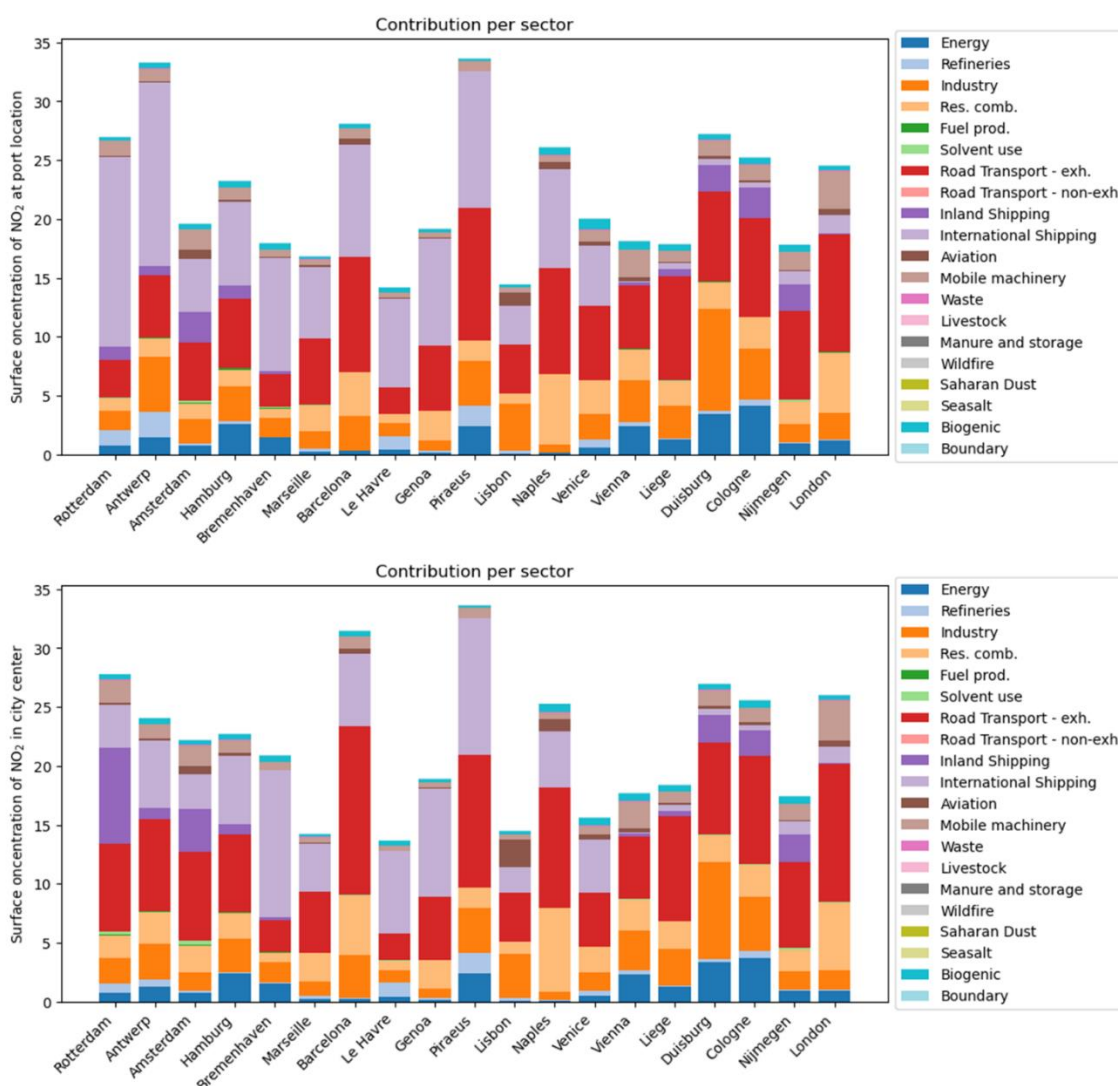 Contribution per sector
Surface oncentration of NO₂ at port location
35
30
25
20
15
10
5
0
Rotterdam
Antwerp
Amsterdam
Hamburg
Bremenhaven
Marseille
Barcelona
Le Havre
Genoa
Piraeus
Lisbon
Naples
Venice
Vienna
Liege
Duisburg
Cologne
Nijmegen
London
Energy
Refineries
Industry
Res. comb.
Fuel prod.
Solvent use
Road Transport - exh.
Road Transport - non-exh
Inland Shipping
International Shipping
Aviation
Mobile machinery
Waste
Livestock
Manure and storage
Wildfire
Saharan Dust
Seasalt
Biogenic
Boundary
Contribution per sector
Surface oncentration of NO₂ in city center
35
30
25
20
15
10
5
0
Rotterdam
Antwerp
Amsterdam
Hamburg
Bremenhaven
Marseille
Barcelona
Le Havre
Genoa
Piraeus
Lisbon
Naples
Venice
Vienna
Liege
Duisburg
Cologne
Nijmegen
London
Energy
Refineries
Industry
Res. comb.
Fuel prod.
Solvent use
Road Transport - exh.
Road Transport - non-exh
Inland Shipping
International Shipping
Aviation
Mobile machinery
Waste
Livestock
Manure and storage
Wildfire
Saharan Dust
Seasalt
Biogenic
Boundary